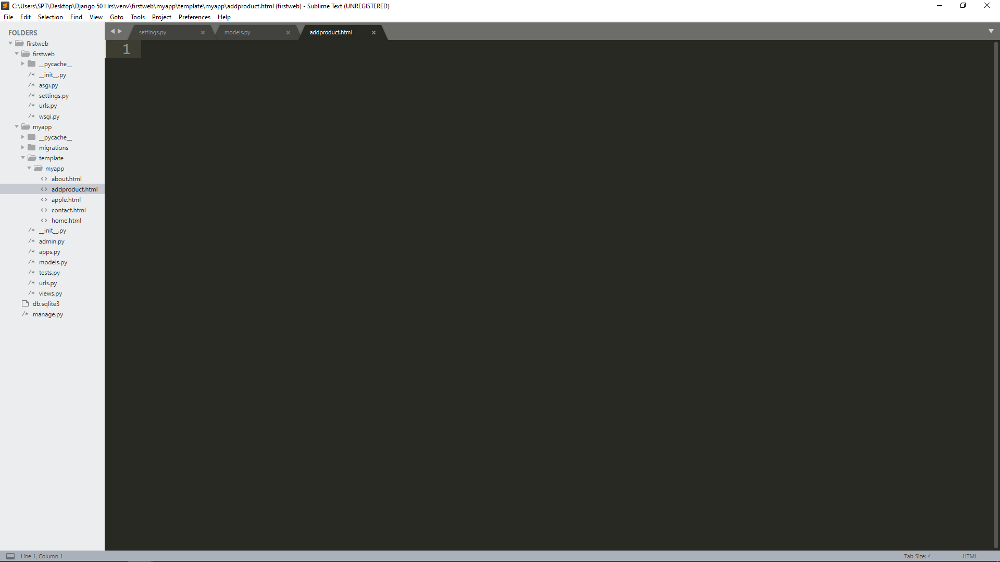 C:\Users\SPT\Desktop\Django 50 Hrs\venv\firstweb\myapp\template\myapp\addproduct.html (firstweb) - Sublime Text (UNREGISTERED)
File Edit Selection Find View Goto Tools Project Preferences Help
FOLDERS
firstweb
firstweb
__pycache__
/* __init__.py
/* asgi.py
/* settings.py
/* urls.py
/* wsgi.py
myapp
__pycache__
migrations
template
myapp
<> about.html
<> addproduct.html
<> apple.html
<> contact.html
<> home.html
/* __init__.py
/* admin.py
/* apps.py
/* models.py
/* tests.py
/* urls.py
/* views.py
db.sqlite3
/* manage.py
settings.py models.py addproduct.html
1
Line 1, Column 1 Tab Size: 4 HTML